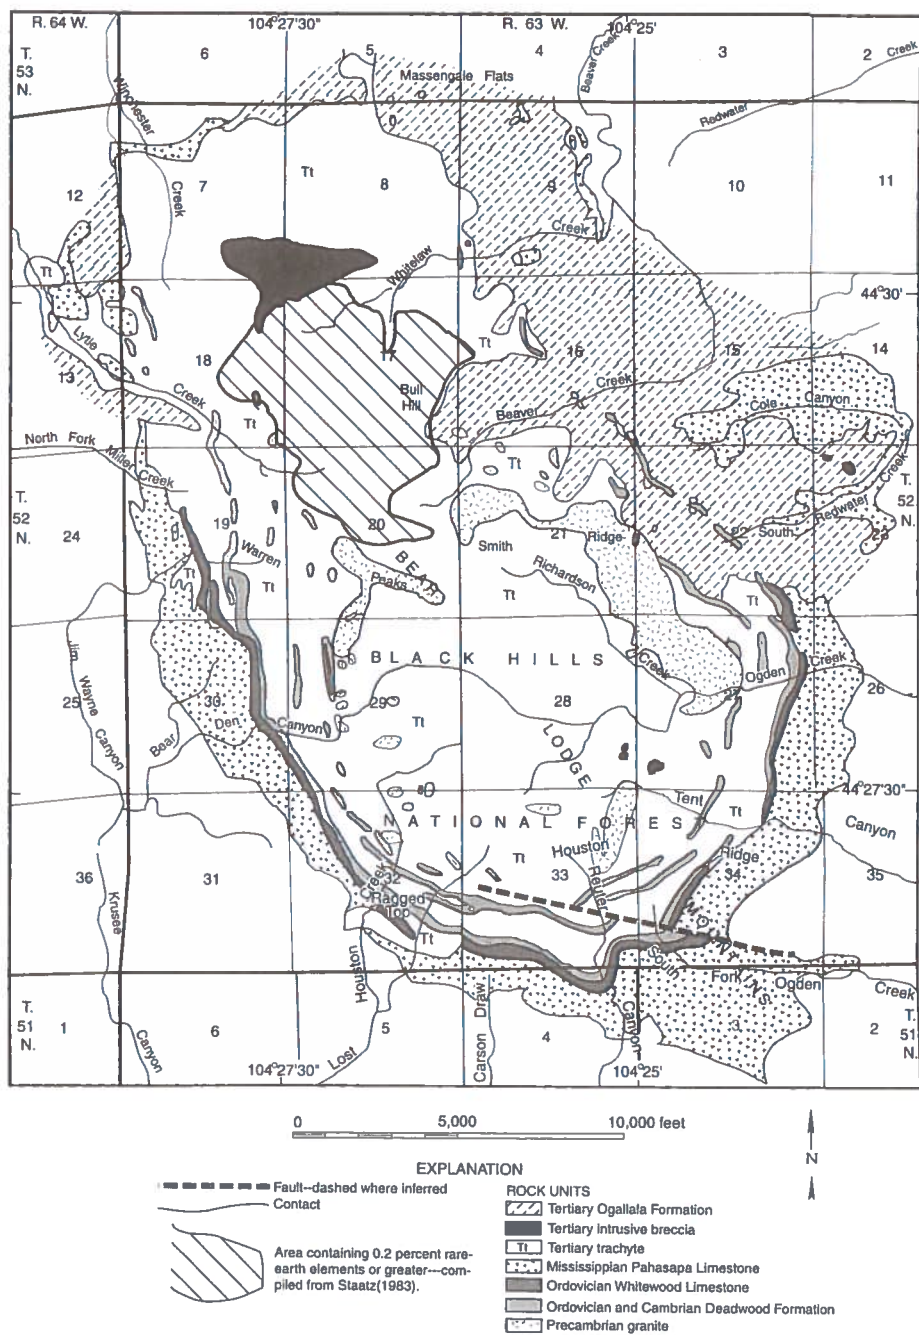 R. 64 W. 104°27'30" R. 63 W. 104°25'
T. 53 N.
6 5 4 3 2
Massengale Flats
Beaver Creek
Redwater Creek
Winchester Creek
12 7 Tt 8 9 10 11
Whitelaw Creek
Tt
44°30'
Lytle Creek
13 18 17 Tt 16 15 14
Bull Hill
Beaver Creek
Cole Canyon
Tt
North Fork
Miller Creek
Tt
T. 52 N.
T. 52 N.
24 19 20 21 22 23
South Redwater Creek
Smith Ridge
Warren Peaks
Richardson Creek
Tt Tt Tt Tt
BEAR LODGE MOUNTAINS
BLACK HILLS
Ogden Creek
25 30 29 28 27 26
Jim Wayne Canyon
Bear Den Canyon
Tt
44°27'30"
NATIONAL FOREST
Tent Canyon
Tt
Houston Ridge
36 31 32 33 34 35
Tt
Krusee Canyon
Ragged Top
Tt
Reuter Canyon
South Fork Ogden Creek
Lost Houston Creek
Carson Draw
T. 51 N.
T. 51 N.
1 6 5 4 3 2
104°27'30" 104°25'
0 5,000 10,000 feet
N
EXPLANATION
Fault--dashed where inferred
Contact
Area containing 0.2 percent rare-
earth elements or greater---com-
piled from Staatz(1983).
ROCK UNITS
Tertiary Ogallala Formation
Tertiary intrusive breccia
Tt Tertiary trachyte
Mississippian Pahasapa Limestone
Ordovician Whitewood Limestone
Ordovician and Cambrian Deadwood Formation
Precambrian granite